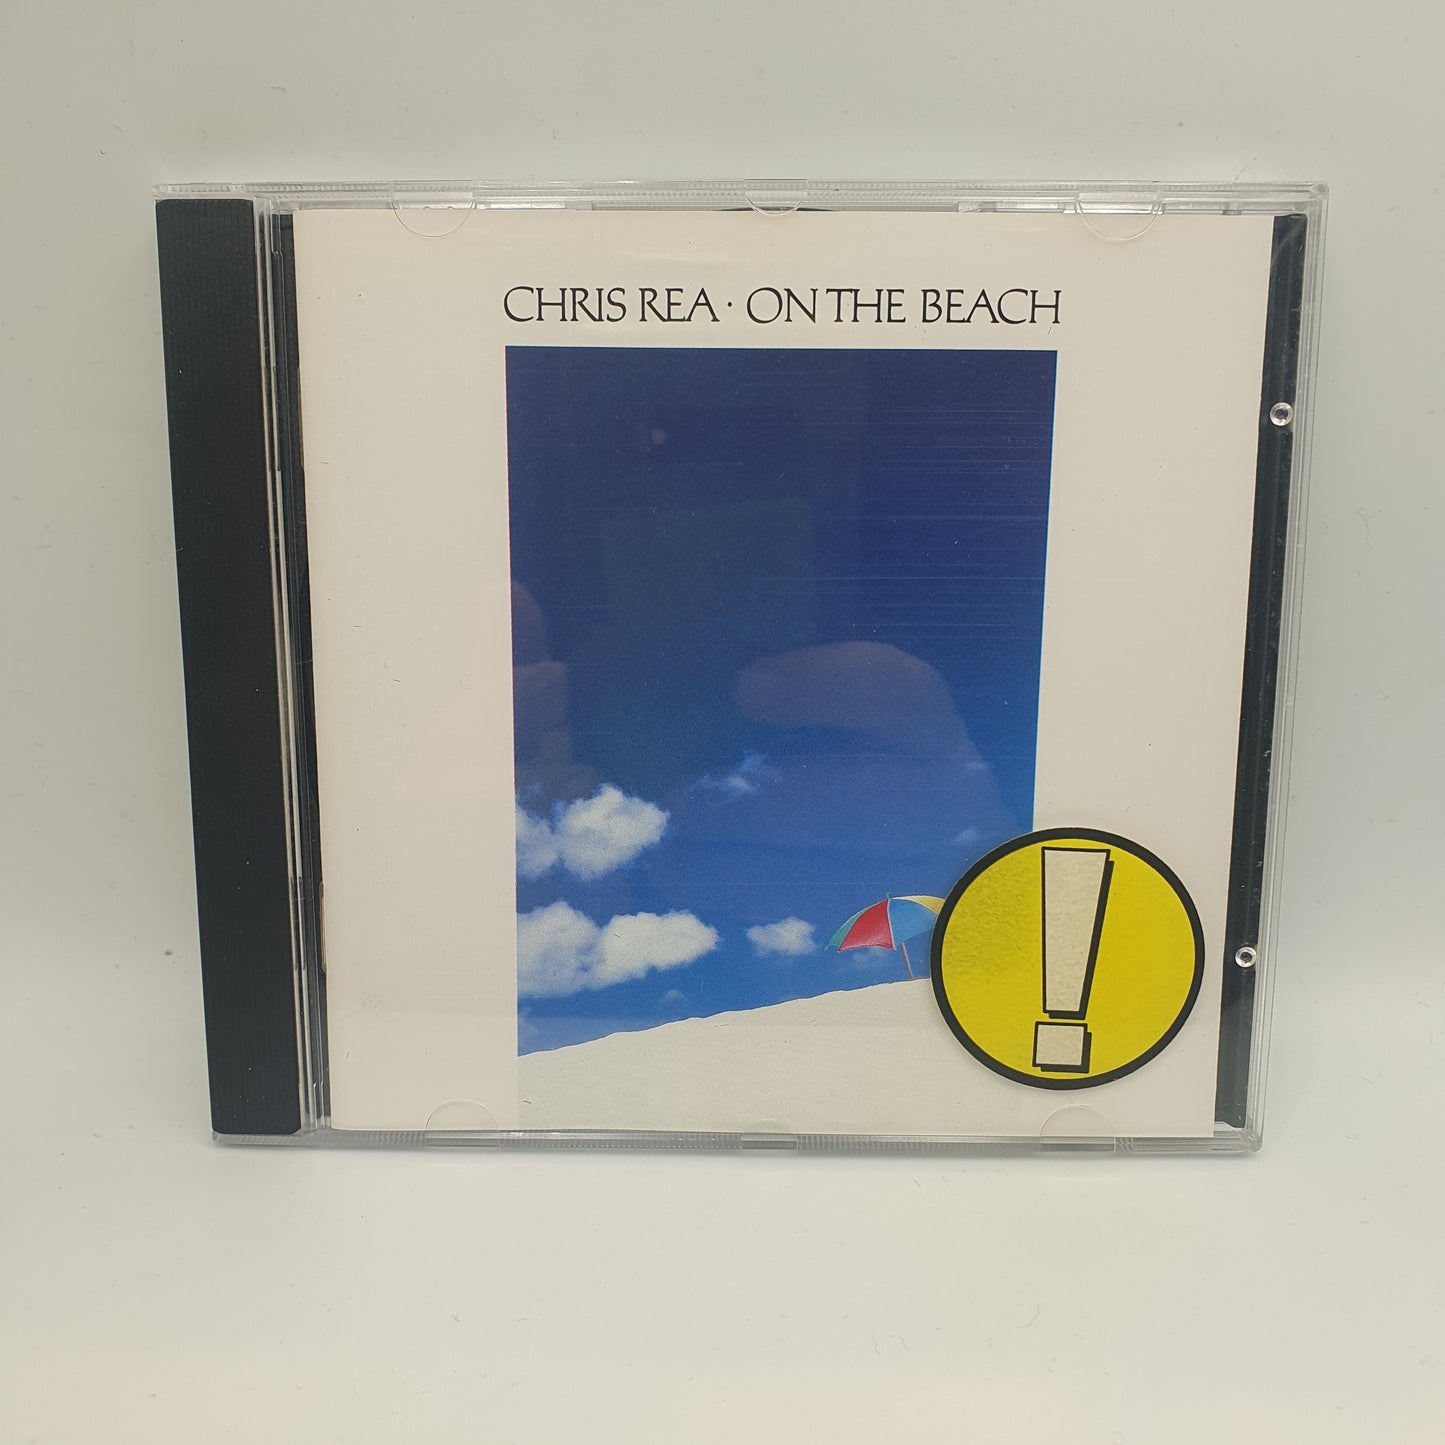 CHRIS REA · ON THE BEACH
!